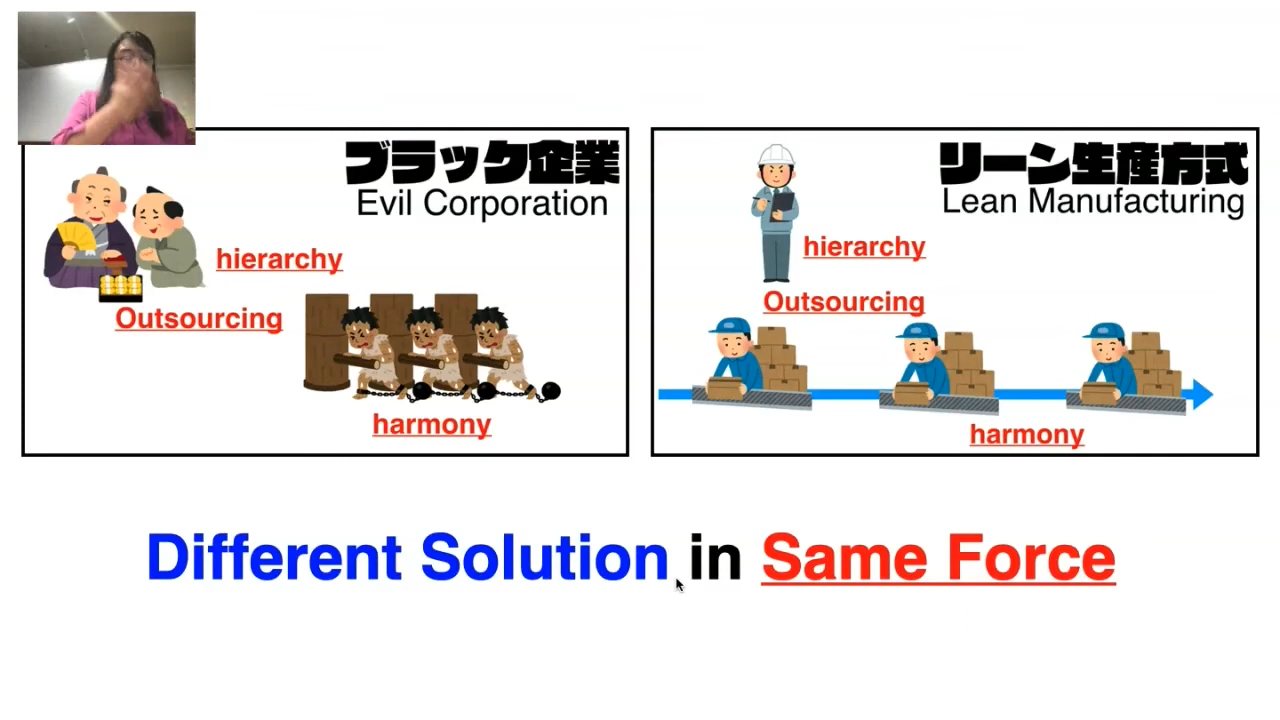 ブラック企業
Evil Corporation
hierarchy
Outsourcing
harmony
リーン生産方式
Lean Manufacturing
hierarchy
Outsourcing
harmony
Different Solution in Same Force